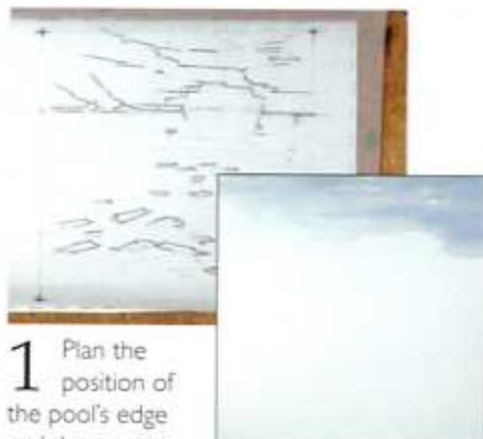 1 Plan the
position of
the pool's edge